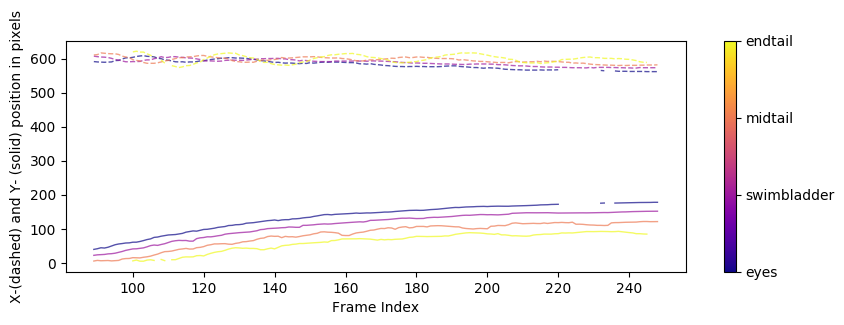 X-(dashed) and Y- (solid) position in pixels
600
500
400
300
200
100
0
100 120 140 160 180 200 220 240
Frame Index
endtail
midtail
swimbladder
eyes